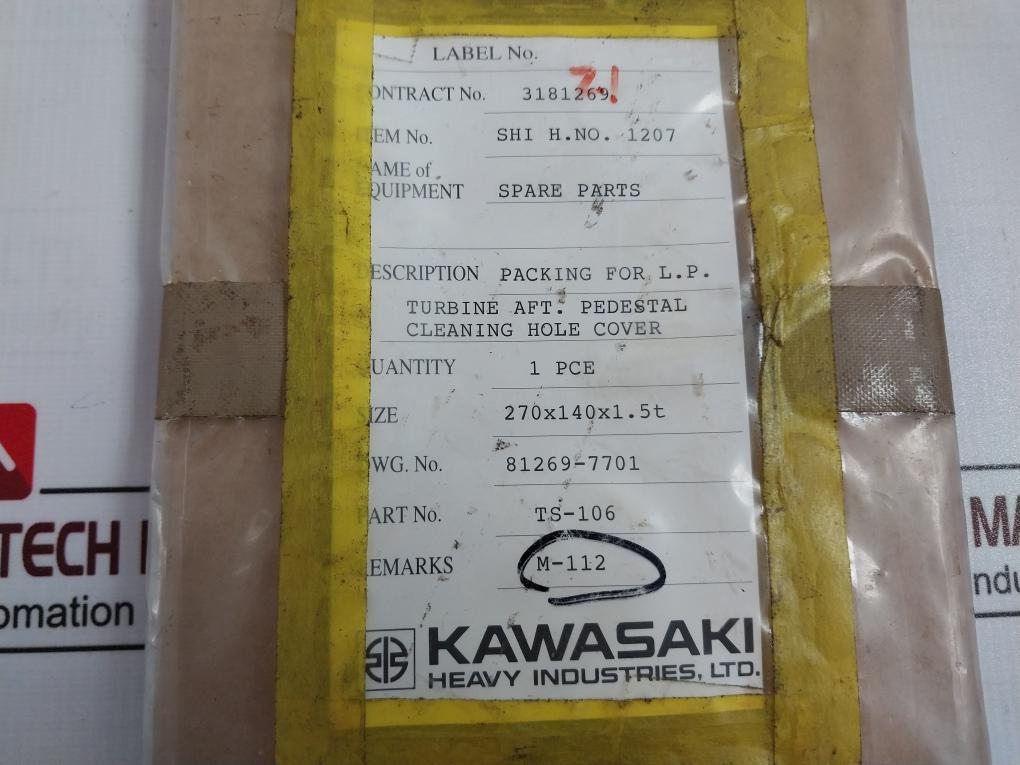 LABEL No.
21
ONTRACT No. 3181269
EM No. SHI H.NO. 1207
AME of
QUIPMENT SPARE PARTS
ESCRIPTION PACKING FOR L.P.
TURBINE AFT. PEDESTAL
CLEANING HOLE COVER
UANTITY 1 PCE
IZE 270x140x1.5t
WG. No. 81269-7701
ART No. TS-106
EMARKS M-112
KAWASAKI
HEAVY INDUSTRIES, LTD.
TECH
omation
MA
ndu